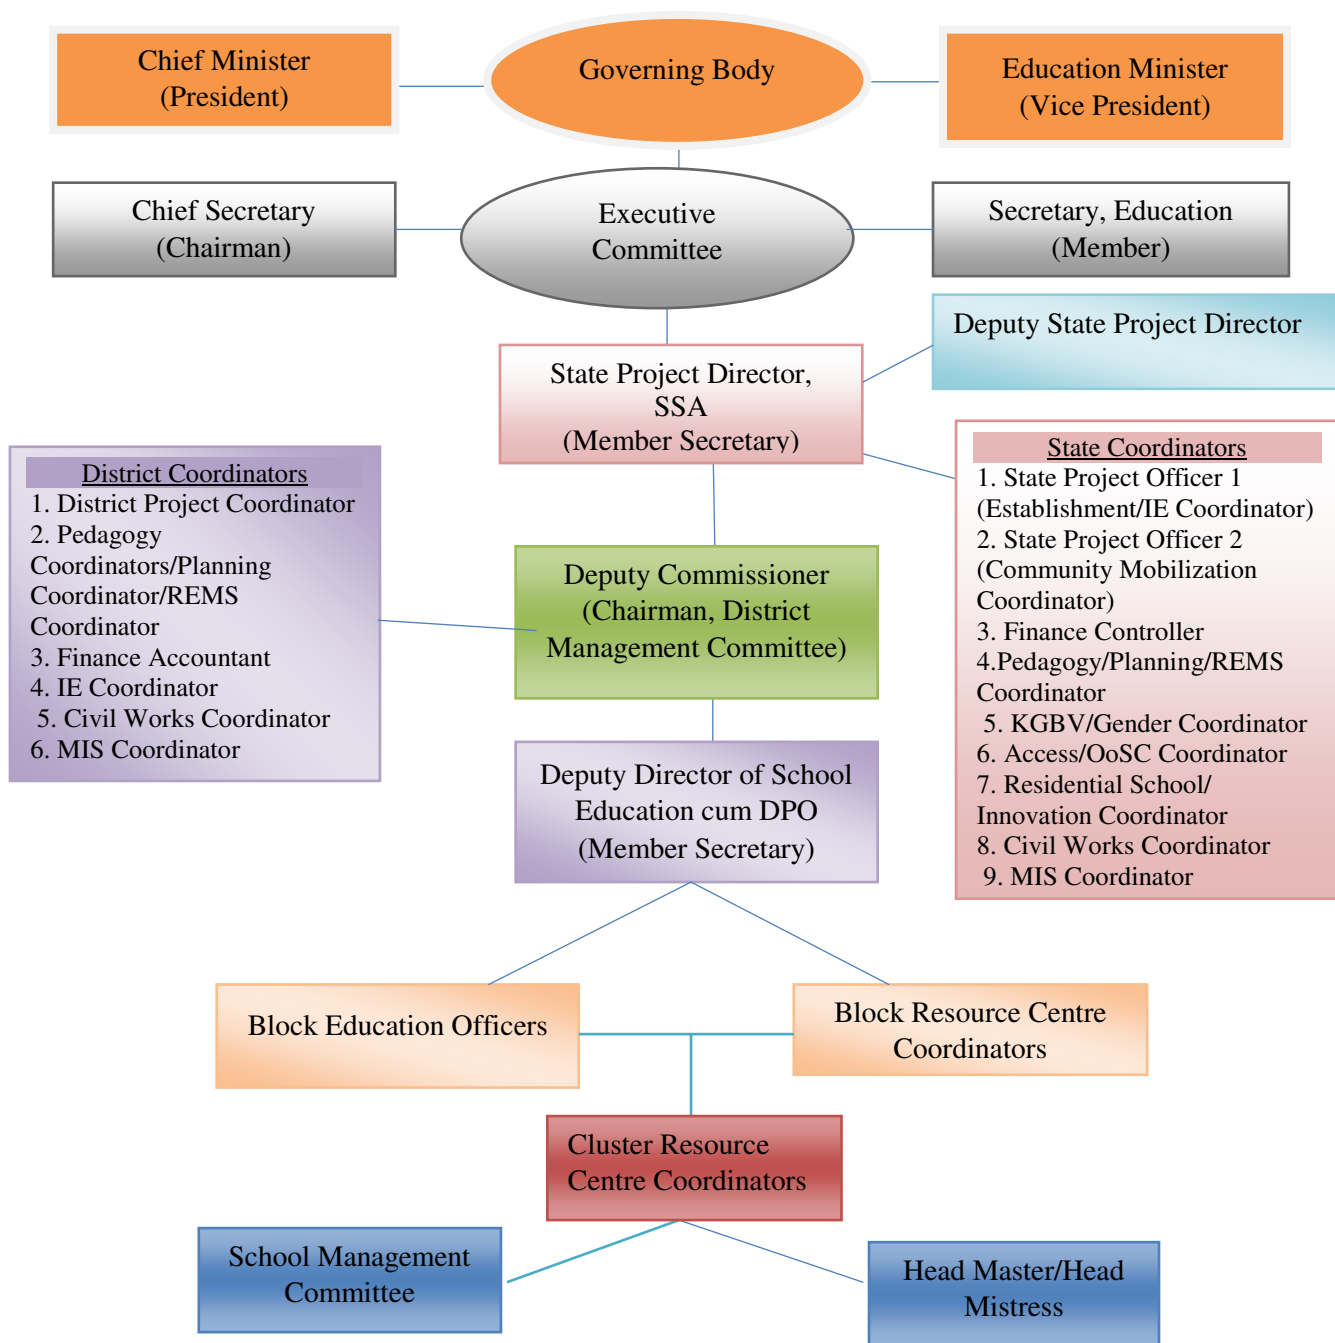 Chief Minister
(President)
Governing Body
Education Minister
(Vice President)
Chief Secretary
(Chairman)
Executive
Committee
Secretary, Education
(Member)
Deputy State Project Director
State Project Director,
SSA
(Member Secretary)
District Coordinators
1. District Project Coordinator
2. Pedagogy
Coordinators/Planning
Coordinator/REMS
Coordinator
3. Finance Accountant
4. IE Coordinator
5. Civil Works Coordinator
6. MIS Coordinator
State Coordinators
1. State Project Officer 1
(Establishment/IE Coordinator)
2. State Project Officer 2
(Community Mobilization
Coordinator)
3. Finance Controller
4.Pedagogy/Planning/REMS
Coordinator
5. KGBV/Gender Coordinator
6. Access/OoSC Coordinator
7. Residential School/
Innovation Coordinator
8. Civil Works Coordinator
9. MIS Coordinator
Deputy Commissioner
(Chairman, District
Management Committee)
Deputy Director of School
Education cum DPO
(Member Secretary)
Block Education Officers
Block Resource Centre
Coordinators
Cluster Resource
Centre Coordinators
School Management
Committee
Head Master/Head
Mistress